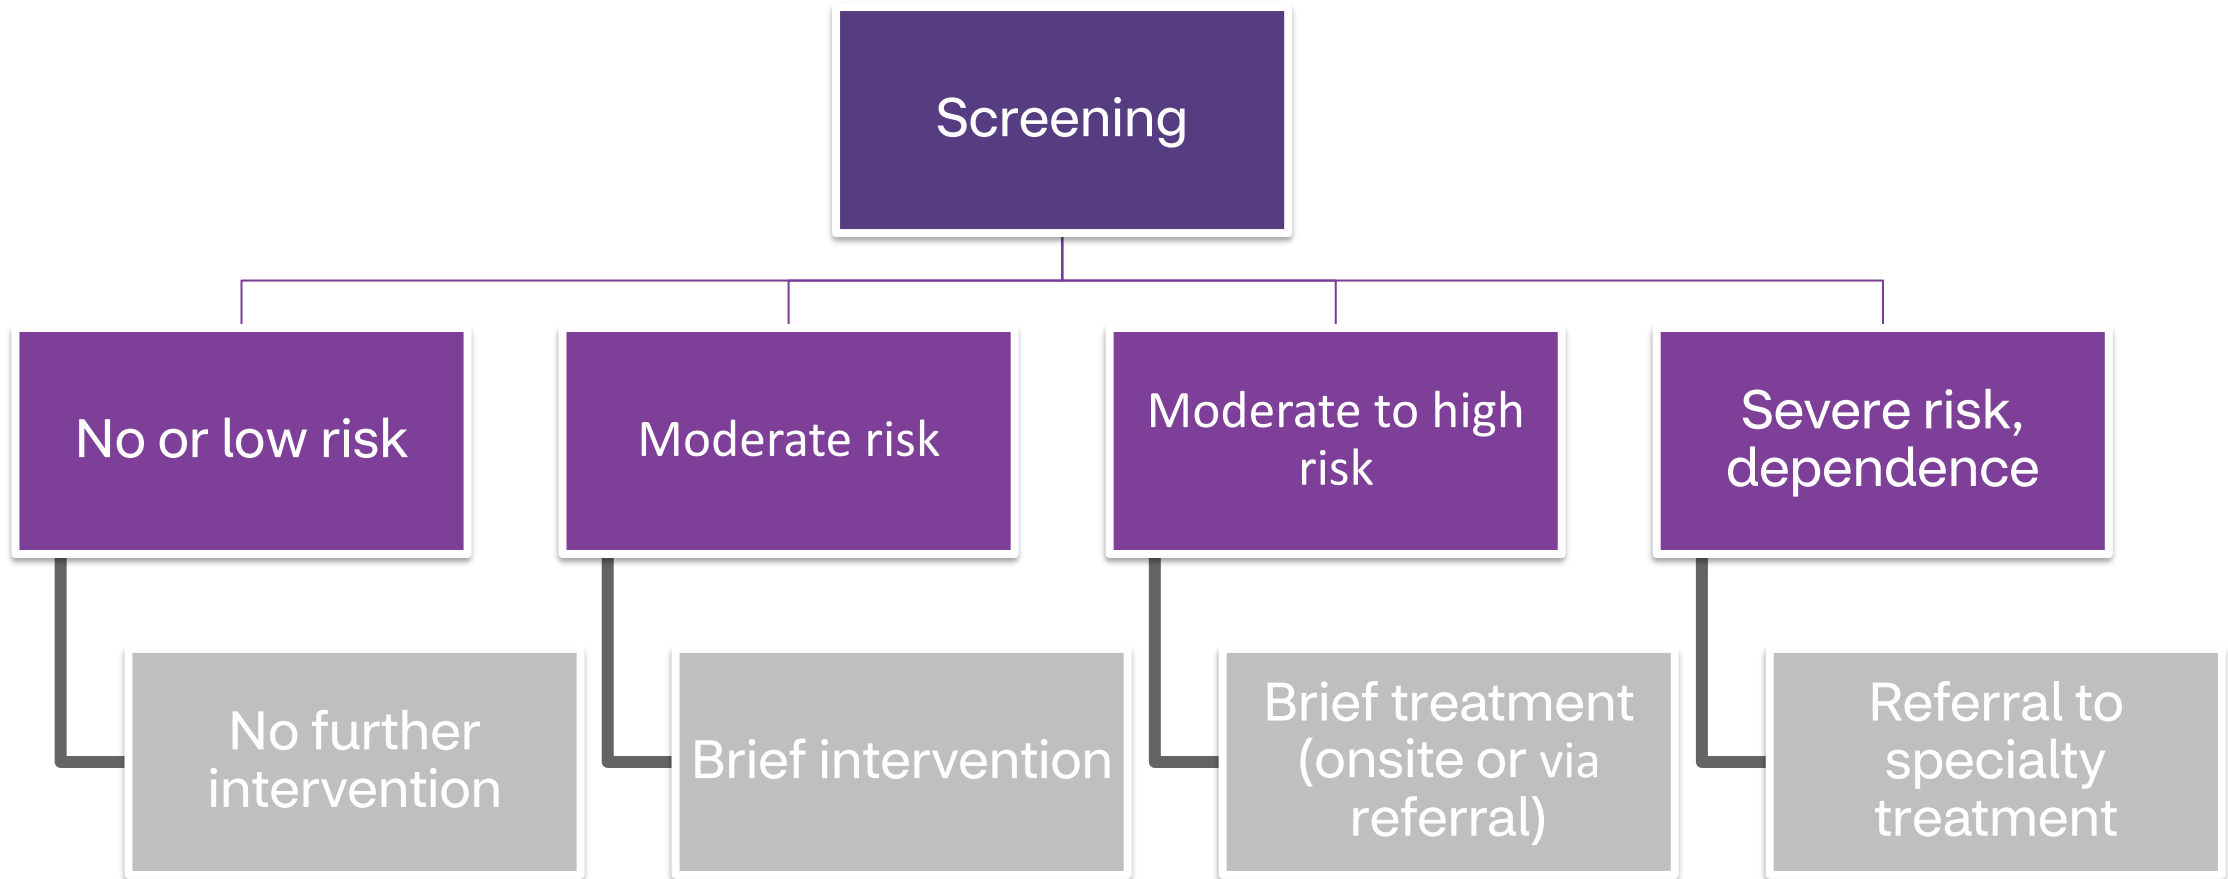 Screening
No or low risk
Moderate risk
Moderate to high
risk
Severe risk,
dependence
No further
intervention
Brief intervention
Brief treatment
(onsite or via
referral)
Referral to
specialty
treatment